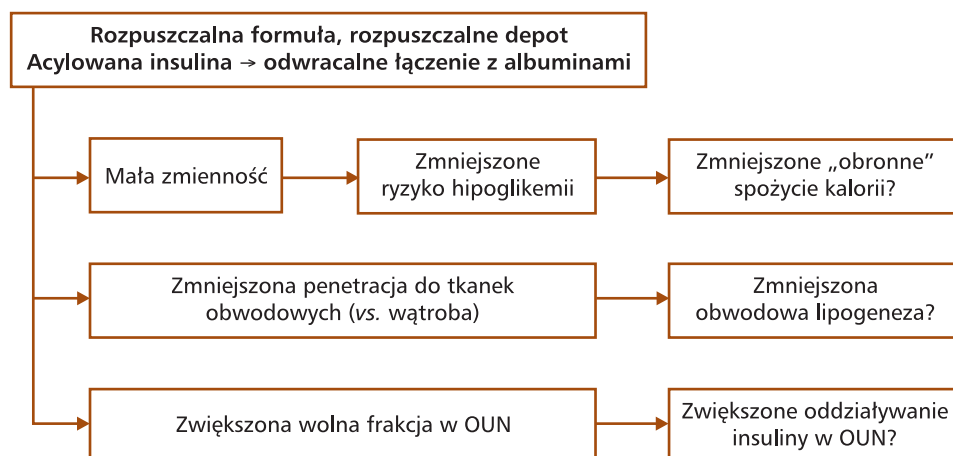 Rozpuszczalna formuła, rozpuszczalne depot
Acylowana insulina → odwracalne łączenie z albuminami
Mała zmienność
Zmniejszone
ryzyko hipoglikemii
Zmniejszone „obronne”
spożycie kalorii?
Zmniejszona penetracja do tkanek
obwodowych (vs. wątroba)
Zmniejszona
obwodowa lipogeneza?
Zwiększona wolna frakcja w OUN
Zwiększone oddziaływanie
insuliny w OUN?